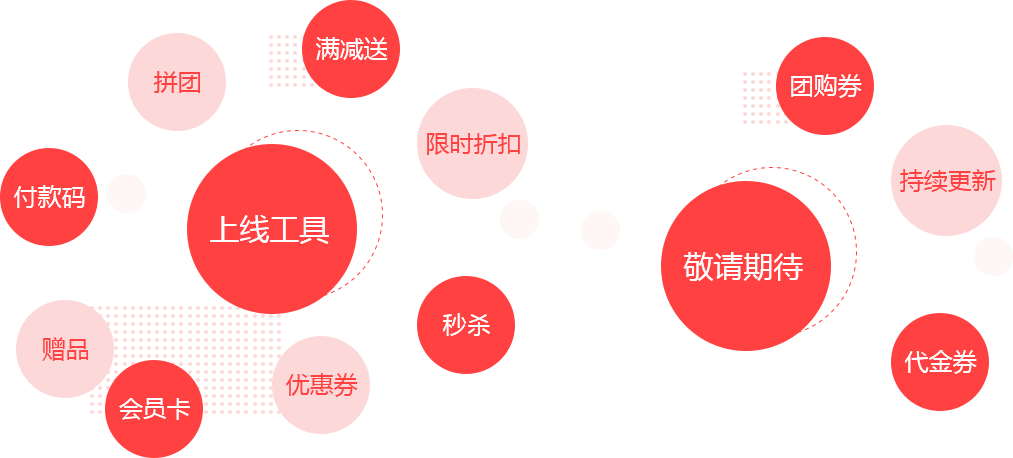 满减送
拼团
限时折扣
付款码
上线工具
秒杀
赠品
优惠券
会员卡
团购券
持续更新
敬请期待
代金券